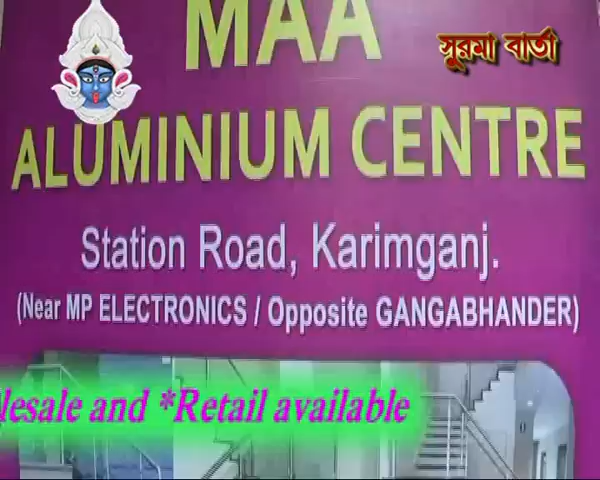 MAA
সুরমা বার্তা
ALUMINIUM CENTRE
Station Road, Karimganj.
(Near MP ELECTRONICS / Opposite GANGABHANDER)
lesale and *Retail available